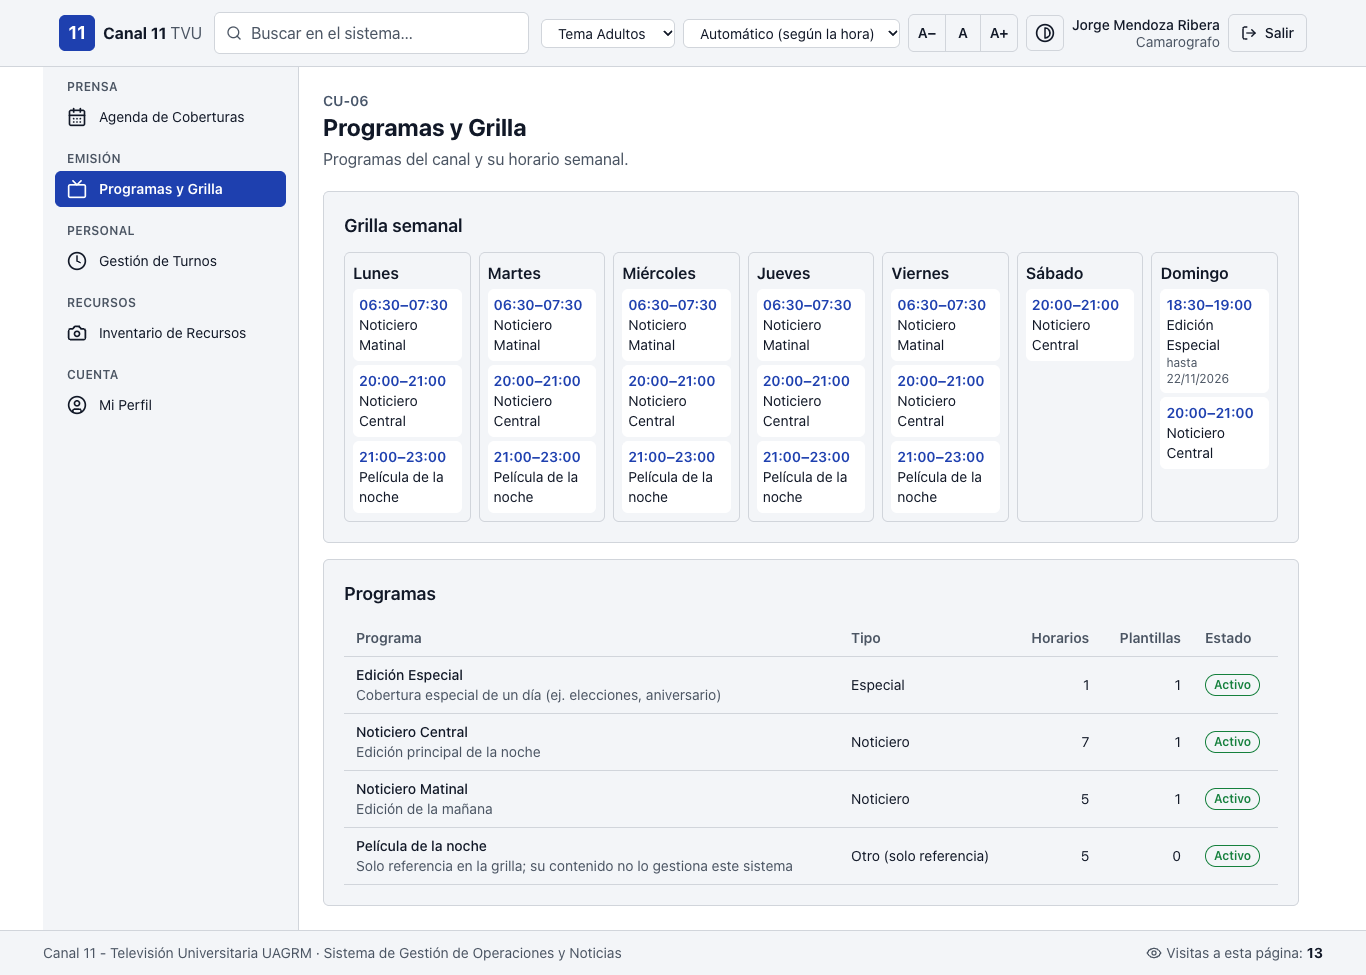 11 Canal 11 TVU
Buscar en el sistema...
Tema Adultos
Automático (según la hora)
A−
A
A+
Jorge Mendoza Ribera
Camarografo
Salir
PRENSA
Agenda de Coberturas
EMISIÓN
Programas y Grilla
PERSONAL
Gestión de Turnos
RECURSOS
Inventario de Recursos
CUENTA
Mi Perfil
CU-06
Programas y Grilla
Programas del canal y su horario semanal.
Grilla semanal
Lunes
06:30–07:30
Noticiero
Matinal
20:00–21:00
Noticiero
Central
21:00–23:00
Película de la
noche
Martes
06:30–07:30
Noticiero
Matinal
20:00–21:00
Noticiero
Central
21:00–23:00
Película de la
noche
Miércoles
06:30–07:30
Noticiero
Matinal
20:00–21:00
Noticiero
Central
21:00–23:00
Película de la
noche
Jueves
06:30–07:30
Noticiero
Matinal
20:00–21:00
Noticiero
Central
21:00–23:00
Película de la
noche
Viernes
06:30–07:30
Noticiero
Matinal
20:00–21:00
Noticiero
Central
21:00–23:00
Película de la
noche
Sábado
20:00–21:00
Noticiero
Central
Domingo
18:30–19:00
Edición
Especial
hasta
22/11/2026
20:00–21:00
Noticiero
Central
Programas
Programa Tipo Horarios Plantillas Estado
Edición Especial
Cobertura especial de un día (ej. elecciones, aniversario)
Especial 1 1 Activo
Noticiero Central
Edición principal de la noche
Noticiero 7 1 Activo
Noticiero Matinal
Edición de la mañana
Noticiero 5 1 Activo
Película de la noche
Solo referencia en la grilla; su contenido no lo gestiona este sistema
Otro (solo referencia) 5 0 Activo
Canal 11 - Televisión Universitaria UAGRM · Sistema de Gestión de Operaciones y Noticias
Visitas a esta página: 13